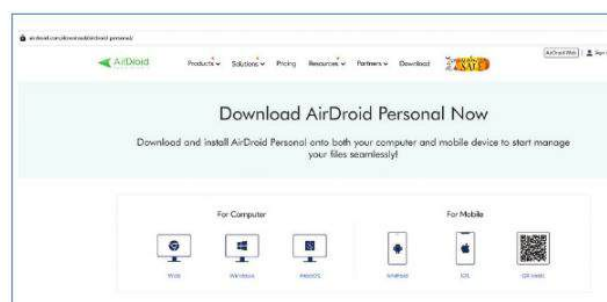 airdroid.com/download/airdroid-personal/
AirDroid Products Solutions Pricing Resources Partners Download SALE AirDroid Web Sign
Download AirDroid Personal Now
Download and install AirDroid Personal onto both your computer and mobile device to start manage
your files seamlessly!
For Computer For Mobile
Web Windows macOS Android iOS